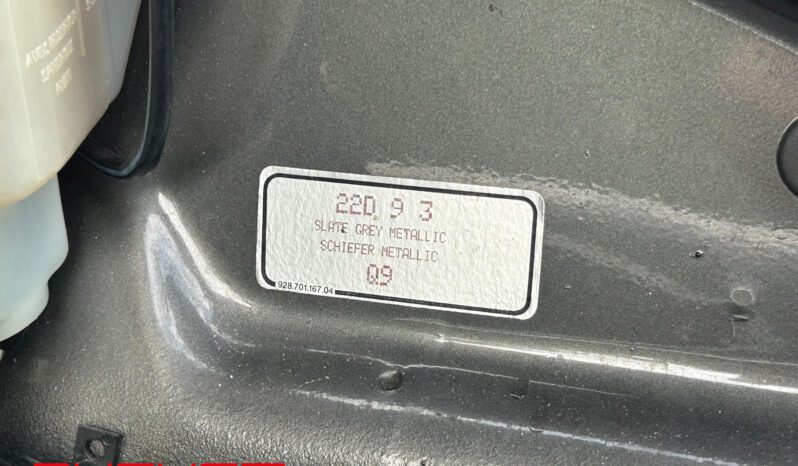 22D 9 3
SLATE GREY METALLIC
SCHIEFER METALLIC
Q9
928.701.167.04